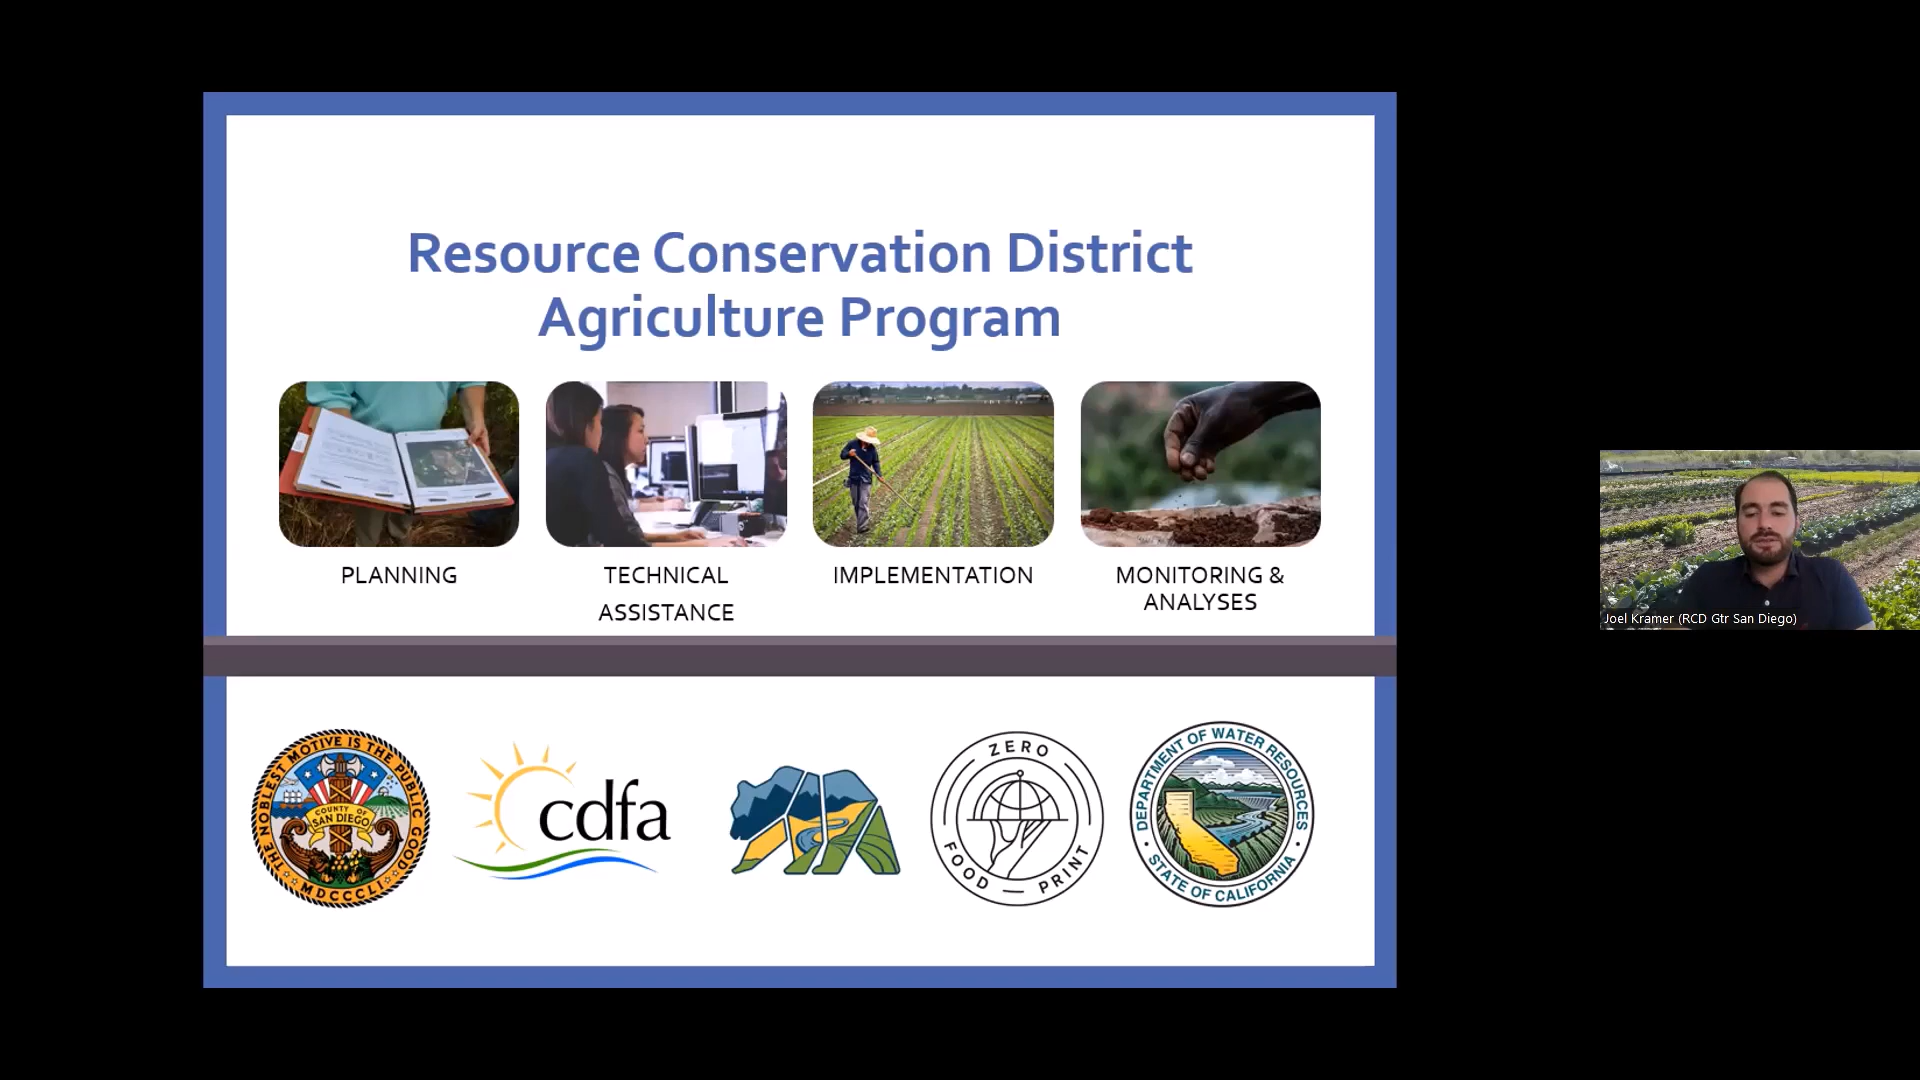 Resource Conservation District
Agriculture Program
PLANNING
TECHNICAL
ASSISTANCE
IMPLEMENTATION
MONITORING &
ANALYSES
THE NOBLEST MOTIVE IS THE PUBLIC GOOD
COUNTY OF
SAN DIEGO
MDCCCLI
cdfa
ZERO
FOOD — PRINT
DEPARTMENT OF WATER RESOURCES
• STATE OF CALIFORNIA •
Joel Kramer (RCD Gtr San Diego)